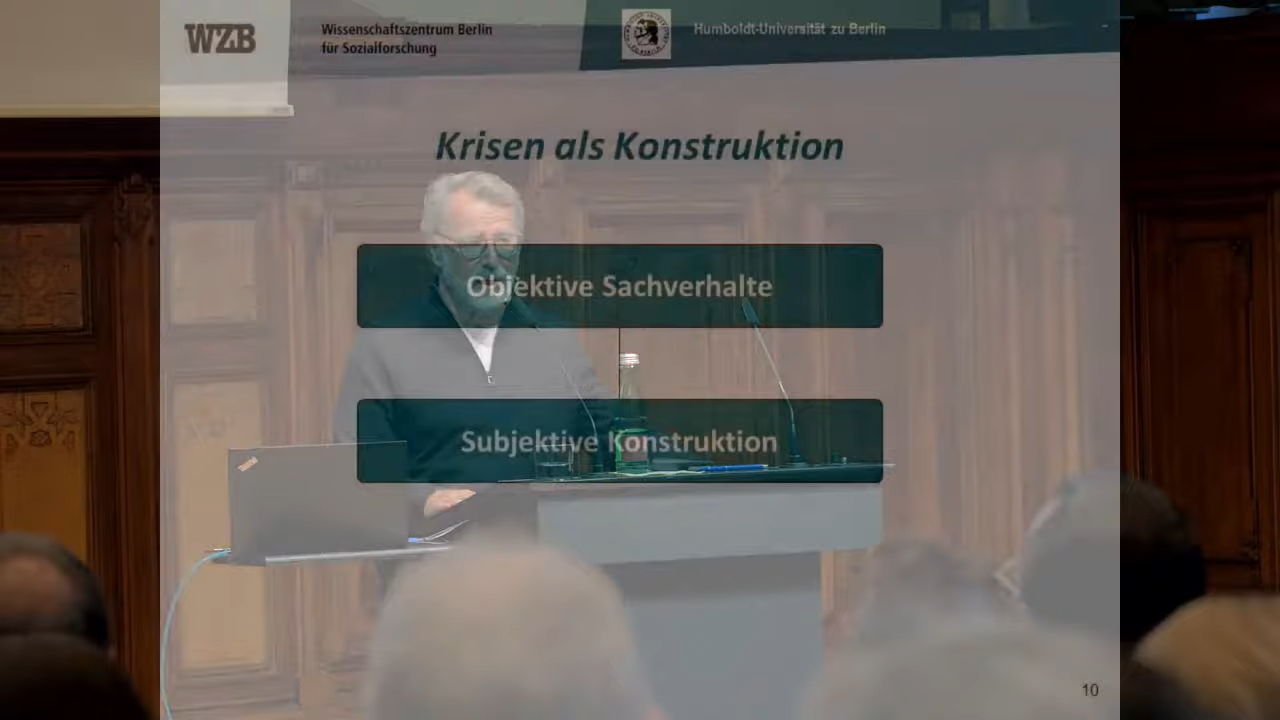 WZB
Wissenschaftszentrum Berlin
für Sozialforschung
Humboldt-Universität zu Berlin
Krisen als Konstruktion
Objektive Sachverhalte
Subjektive Konstruktion
10